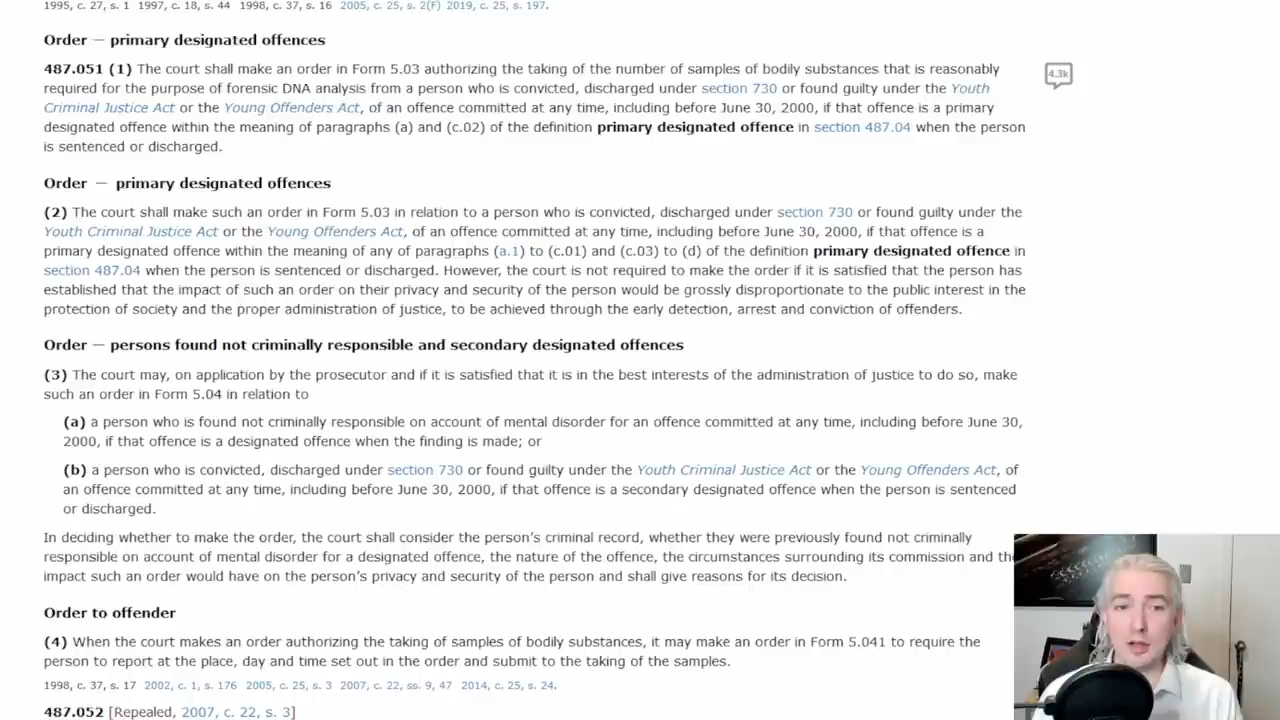 1995, c. 27, s. 1 1997, c. 18, s. 44 1998, c. 37, s. 16 2005, c. 25, s. 2(F) 2019, c. 25, s. 197.
Order — primary designated offences
487.051 (1) The court shall make an order in Form 5.03 authorizing the taking of the number of samples of bodily substances that is reasonably
required for the purpose of forensic DNA analysis from a person who is convicted, discharged under section 730 or found guilty under the Youth
Criminal Justice Act or the Young Offenders Act, of an offence committed at any time, including before June 30, 2000, if that offence is a primary
designated offence within the meaning of paragraphs (a) and (c.02) of the definition primary designated offence in section 487.04 when the person
is sentenced or discharged.
4.3k
Order — primary designated offences
(2) The court shall make such an order in Form 5.03 in relation to a person who is convicted, discharged under section 730 or found guilty under the
Youth Criminal Justice Act or the Young Offenders Act, of an offence committed at any time, including before June 30, 2000, if that offence is a
primary designated offence within the meaning of any of paragraphs (a.1) to (c.01) and (c.03) to (d) of the definition primary designated offence in
section 487.04 when the person is sentenced or discharged. However, the court is not required to make the order if it is satisfied that the person has
established that the impact of such an order on their privacy and security of the person would be grossly disproportionate to the public interest in the
protection of society and the proper administration of justice, to be achieved through the early detection, arrest and conviction of offenders.
Order — persons found not criminally responsible and secondary designated offences
(3) The court may, on application by the prosecutor and if it is satisfied that it is in the best interests of the administration of justice to do so, make
such an order in Form 5.04 in relation to
(a) a person who is found not criminally responsible on account of mental disorder for an offence committed at any time, including before June 30,
2000, if that offence is a designated offence when the finding is made; or
(b) a person who is convicted, discharged under section 730 or found guilty under the Youth Criminal Justice Act or the Young Offenders Act, of
an offence committed at any time, including before June 30, 2000, if that offence is a secondary designated offence when the person is sentenced
or discharged.
In deciding whether to make the order, the court shall consider the person's criminal record, whether they were previously found not criminally
responsible on account of mental disorder for a designated offence, the nature of the offence, the circumstances surrounding its commission and the
impact such an order would have on the person's privacy and security of the person and shall give reasons for its decision.
Order to offender
(4) When the court makes an order authorizing the taking of samples of bodily substances, it may make an order in Form 5.041 to require the
person to report at the place, day and time set out in the order and submit to the taking of the samples.
1998, c. 37, s. 17 2002, c. 1, s. 176 2005, c. 25, s. 3 2007, c. 22, ss. 9, 47 2014, c. 25, s. 24.
487.052 [Repealed, 2007, c. 22, s. 3]